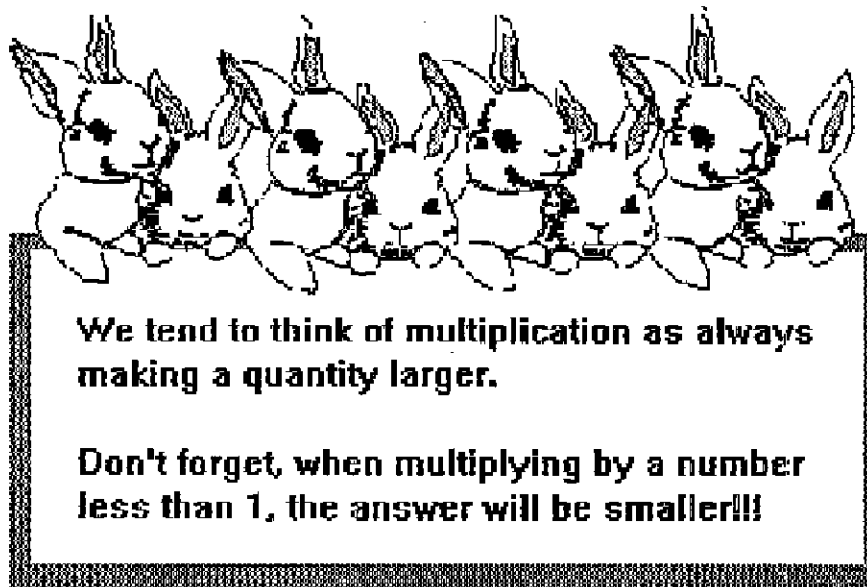 We tend to think of multiplication as always
making a quantity larger.
Don't forget, when multiplying by a number
less than 1, the answer will be smaller!!!